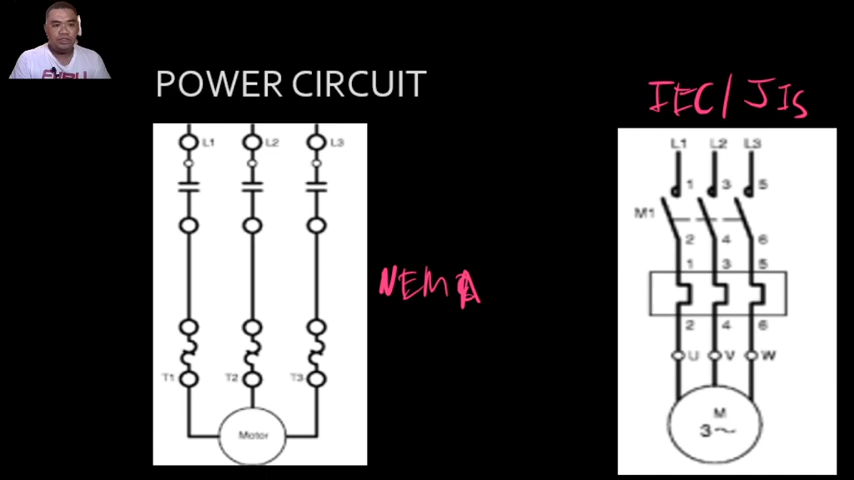 POWER CIRCUIT
IEC/JIS
L1 L2 L3
T1 T2 T3
Motor
NEMA
L1 L2 L3
1 3 5
M1
2 4 6
1 3 5
2 4 6
U V W
M
3~